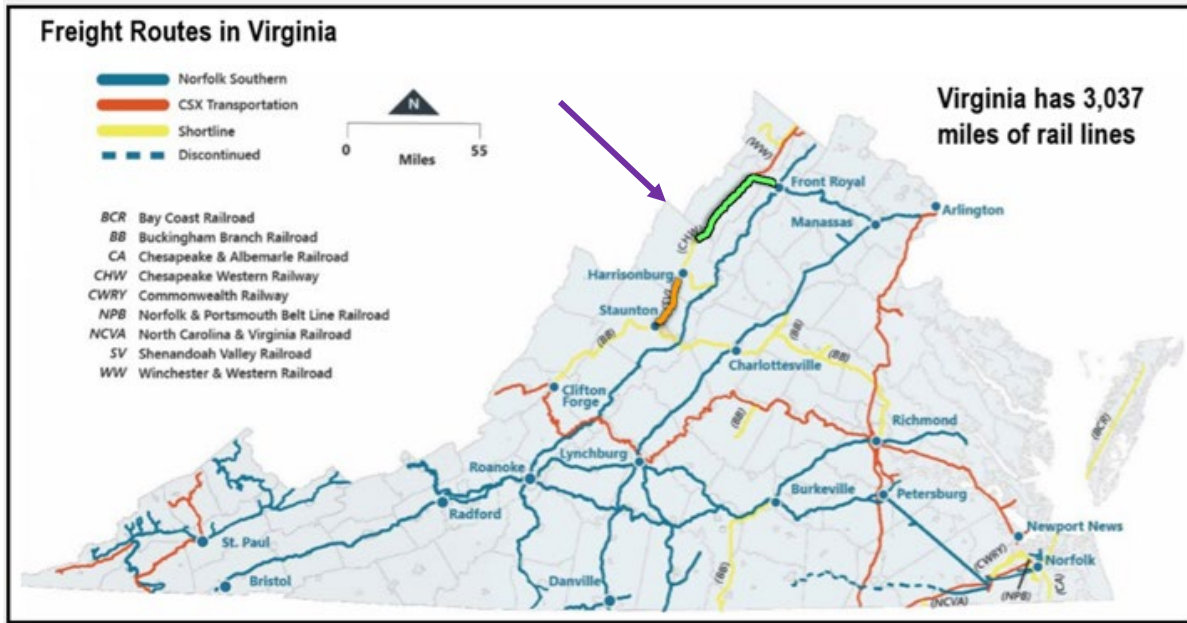 Freight Routes in Virginia
Norfolk Southern
CSX Transportation
Shortline
Discontinued
N
0
55
Miles
Virginia has 3,037
miles of rail lines
BCR Bay Coast Railroad
BB Buckingham Branch Railroad
CA Chesapeake & Albemarle Railroad
CHW Chesapeake Western Railway
CWRY Commonwealth Railway
NPB Norfolk & Portsmouth Belt Line Railroad
NCVA North Carolina & Virginia Railroad
SV Shenandoah Valley Railroad
WW Winchester & Western Railroad
(WW)
Front Royal
Arlington
Manassas
(CHW)
Harrisonburg
(SV)
Staunton
(BB)
(BB)
(BB)
Charlottesville
Clifton
Forge
(BB)
Richmond
(BCR)
Lynchburg
Roanoke
Burkeville
Petersburg
Radford
Newport News
St. Paul
(CWRY)
Norfolk
Bristol
Danville
(BB)
(NCVA)
(NPB)
(CA)